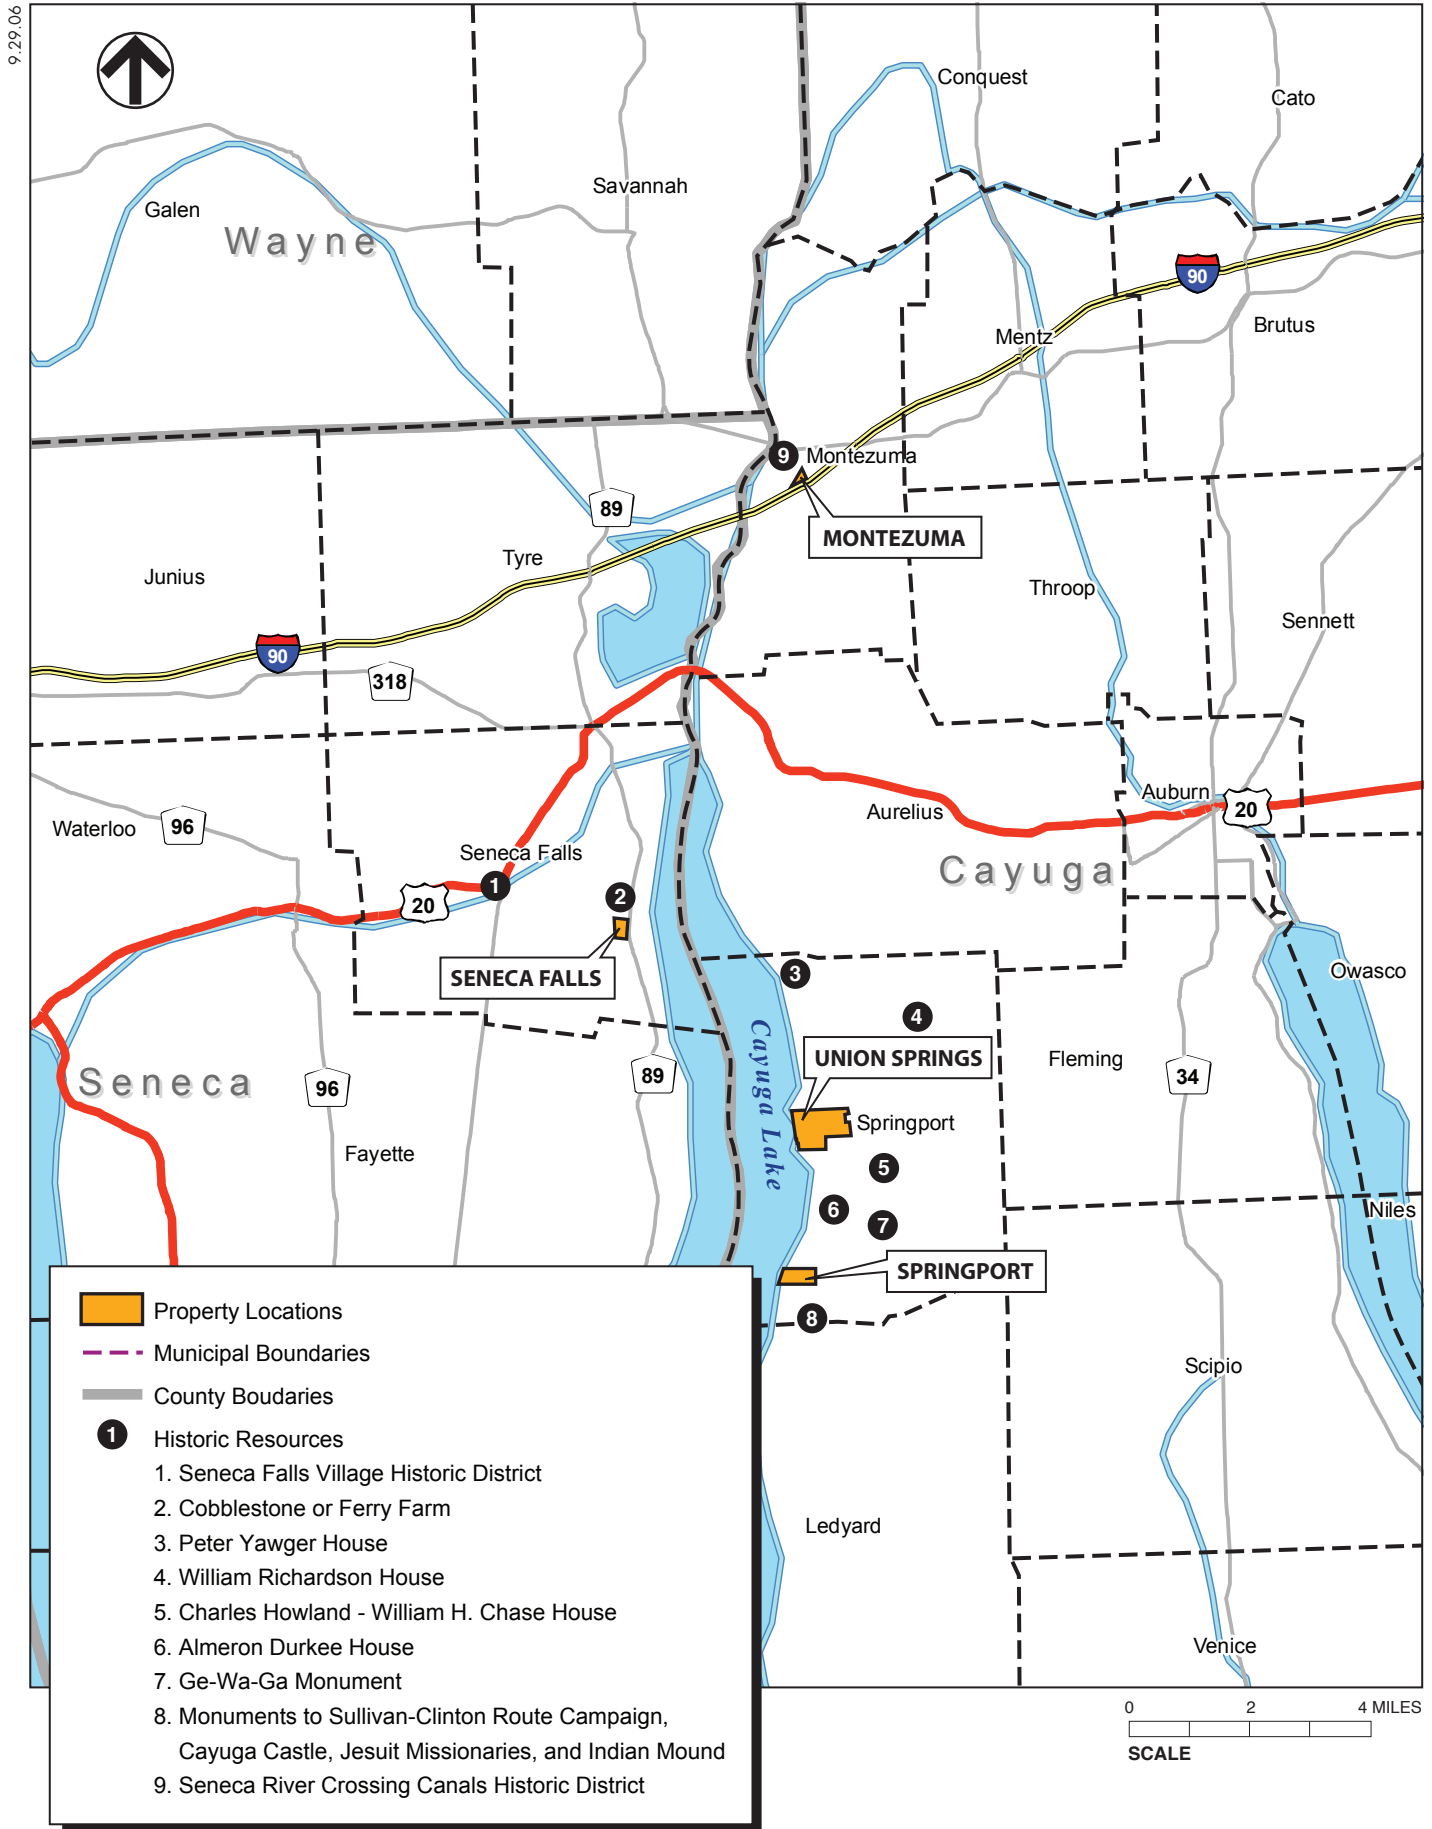 9.29.06
Conquest
Cato
Savannah
Galen
Wayne
90
Brutus
Mentz
9
Montezuma
89
MONTEZUMA
Tyre
Junius
Throop
Sennett
90
318
Auburn
20
Aurelius
Waterloo
96
Seneca Falls
Cayuga
1
2
20
SENECA FALLS
3
Owasco
4
Cayuga Lake
UNION SPRINGS
Fleming
Seneca
96
89
34
Springport
Fayette
5
6
7
Niles
SPRINGPORT
8
Scipio
Ledyard
Venice
Property Locations
Municipal Boundaries
County Boudaries
1 Historic Resources
1. Seneca Falls Village Historic District
2. Cobblestone or Ferry Farm
3. Peter Yawger House
4. William Richardson House
5. Charles Howland - William H. Chase House
6. Almeron Durkee House
7. Ge-Wa-Ga Monument
8. Monuments to Sullivan-Clinton Route Campaign,
Cayuga Castle, Jesuit Missionaries, and Indian Mound
9. Seneca River Crossing Canals Historic District
0 2 4 MILES
SCALE